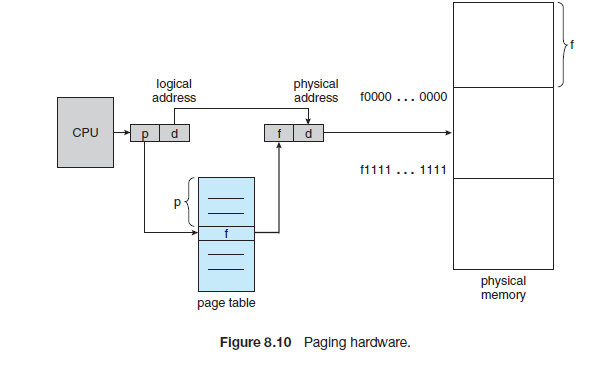 logical
address
physical
address
f0000 ... 0000
f
CPU
p
d
f
d
f1111 ... 1111
p
f
page table
physical
memory
Figure 8.10 Paging hardware.